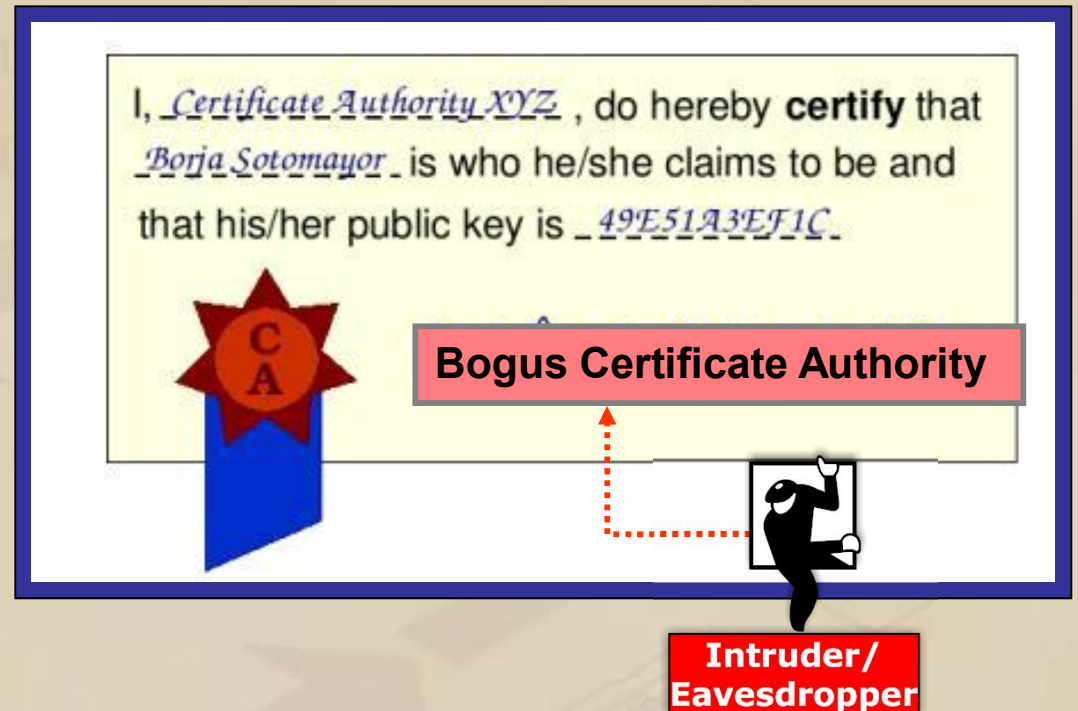 I, Certificate Authority XYZ , do hereby certify that
Borja Sotomayor is who he/she claims to be and
that his/her public key is 49E51A3EF1C
C
A
Bogus Certificate Authority
Intruder/
Eavesdropper